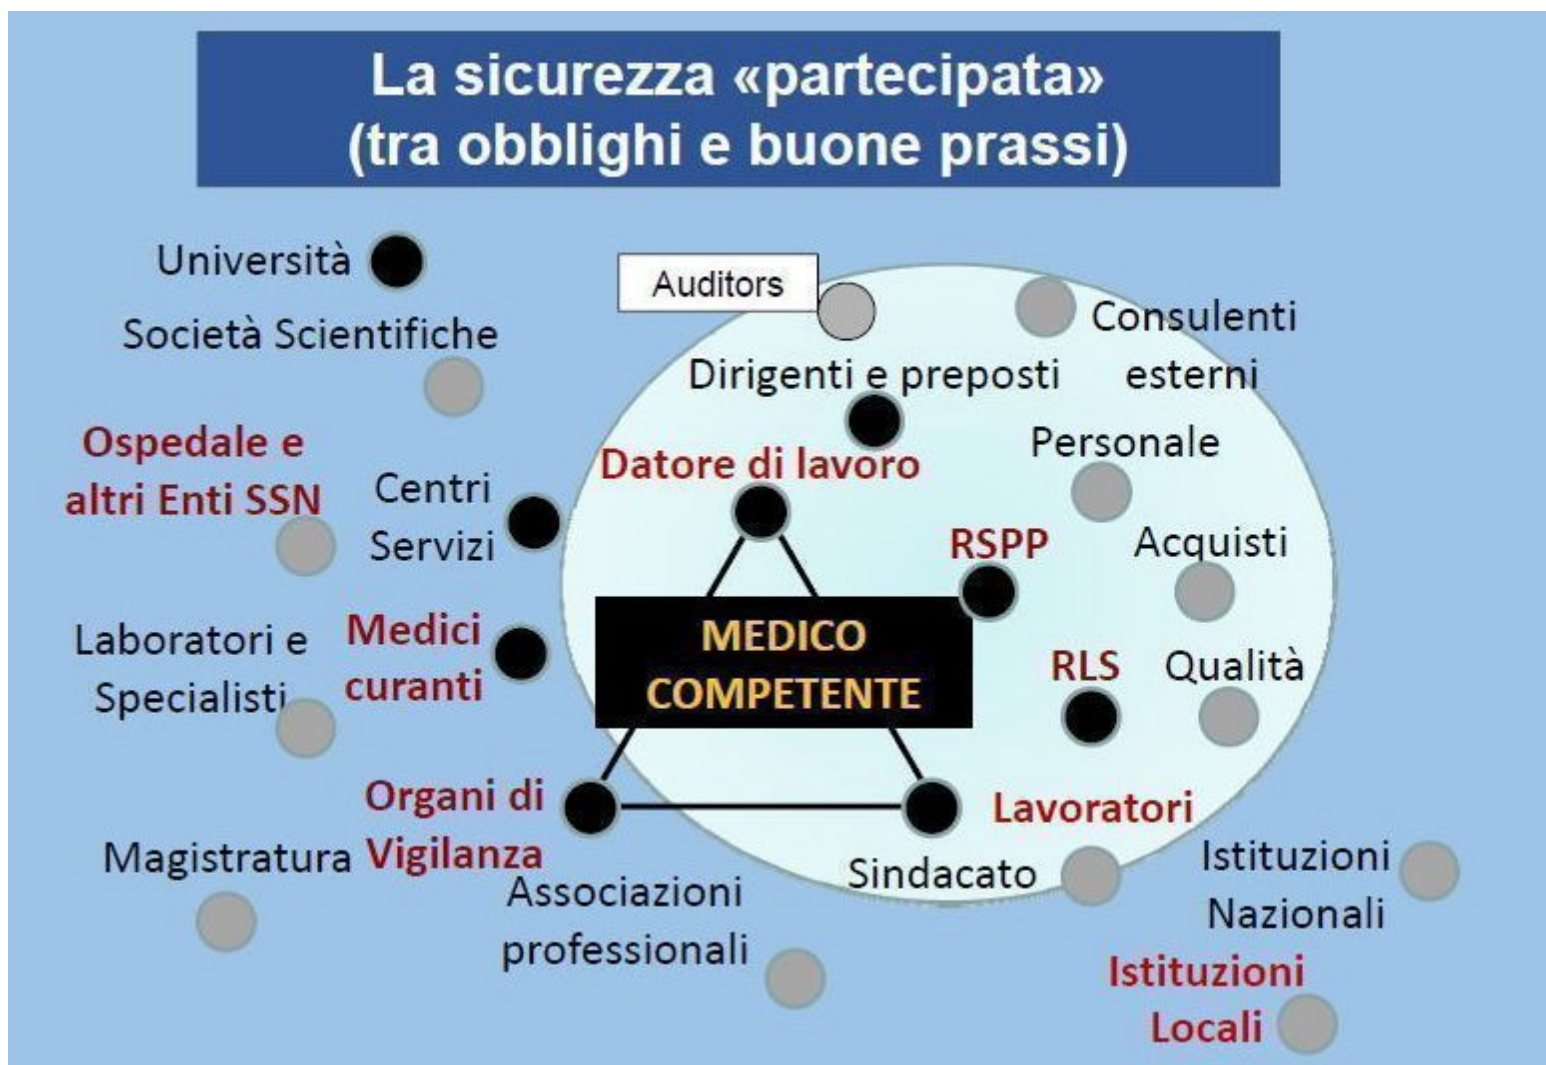 La sicurezza «partecipata»
(tra obblighi e buone prassi)
Università
Società Scientifiche
Ospedale e
altri Enti SSN
Centri
Servizi
Laboratori e
Specialisti
Medici
curanti
Organi di
Vigilanza
Magistratura
Associazioni
professionali
Auditors
Consulenti
esterni
Dirigenti e preposti
Datore di lavoro
Personale
RSPP
Acquisti
MEDICO
COMPETENTE
RLS
Qualità
Lavoratori
Sindacato
Istituzioni
Nazionali
Istituzioni
Locali